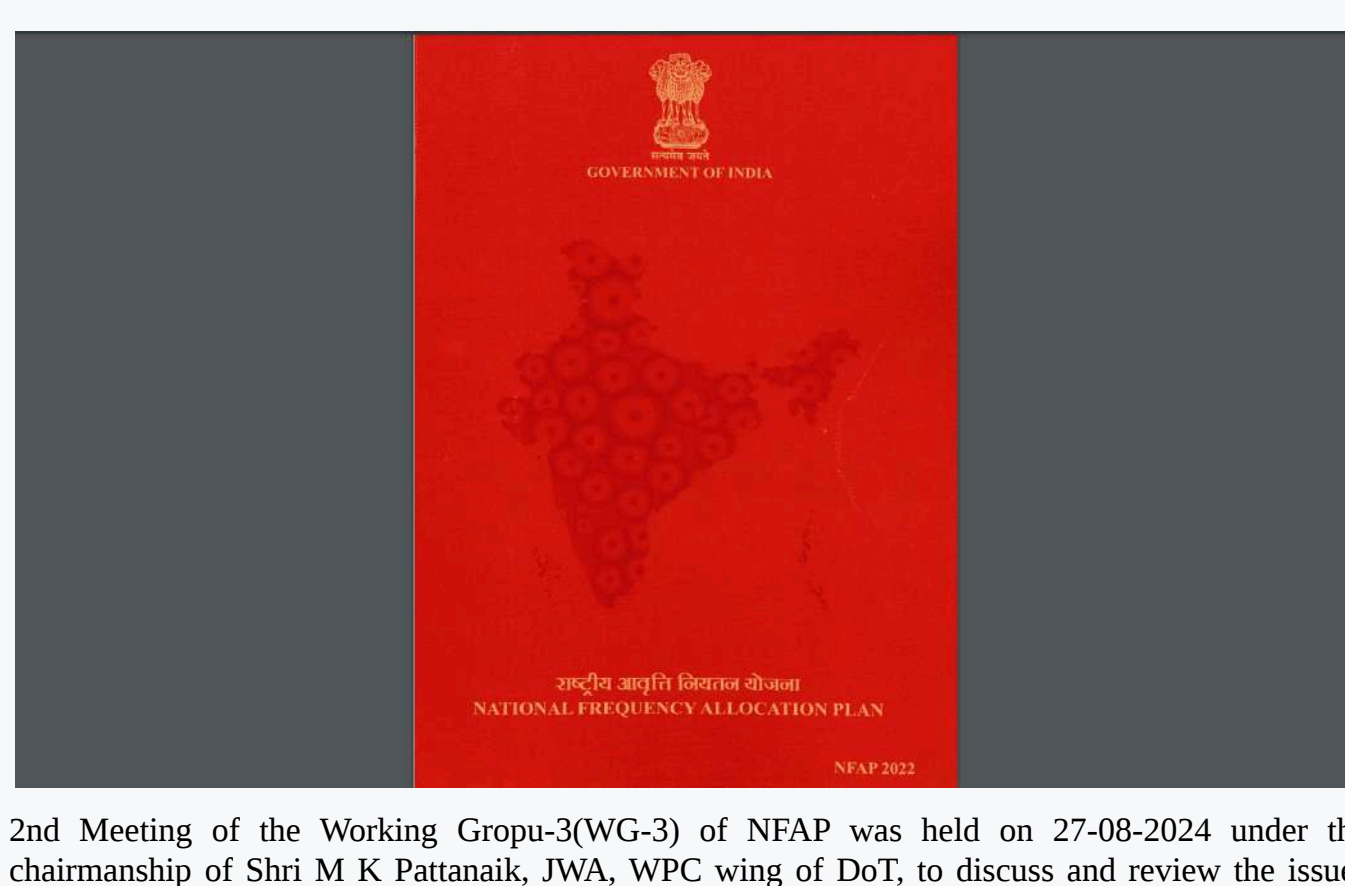 सत्यमेव जयते
GOVERNMENT OF INDIA
राष्ट्रीय आवृत्ति नियतन योजना
NATIONAL FREQUENCY ALLOCATION PLAN
NFAP 2022
2nd Meeting of the Working Gropu-3(WG-3) of NFAP was held on 27-08-2024 under th
chairmanship of Shri M K Pattanaik, JWA, WPC wing of DoT, to discuss and review the issue